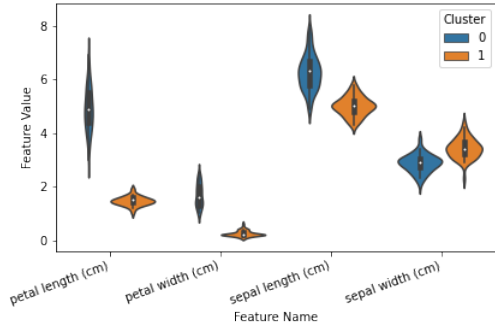 Cluster
0
1
8
6
4
2
0
Feature Value
petal length (cm)
petal width (cm)
sepal length (cm)
sepal width (cm)
Feature Name